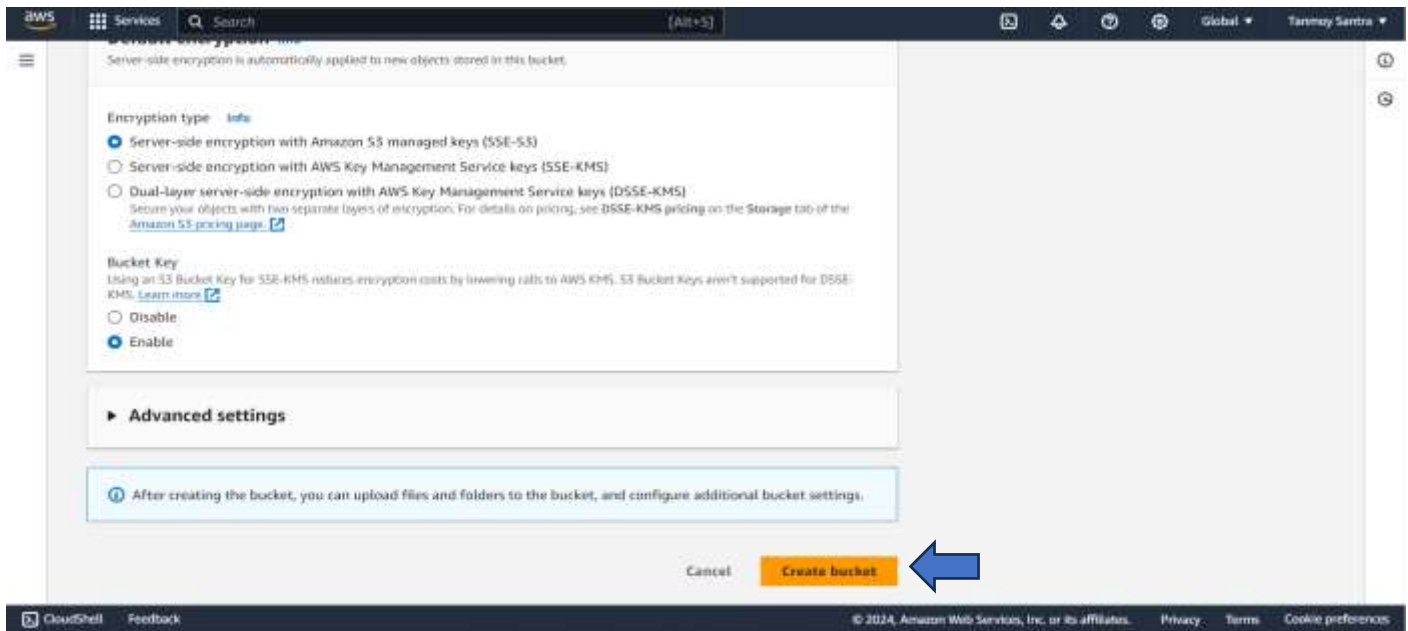 aws
Services
Search
[Alt+S]
Global
Tanmoy Santra
Default encryption Info
Server-side encryption is automatically applied to new objects stored in this bucket.
Encryption type Info
Server-side encryption with Amazon S3 managed keys (SSE-S3)
Server-side encryption with AWS Key Management Service keys (SSE-KMS)
Dual-layer server-side encryption with AWS Key Management Service keys (DSSE-KMS)
Secure your objects with two separate layers of encryption. For details on pricing, see DSSE-KMS pricing on the Storage tab of the
Amazon S3 pricing page.
Bucket Key
Using an S3 Bucket Key for SSE-KMS reduces encryption costs by lowering calls to AWS KMS. S3 Bucket Keys aren't supported for DSSE-
KMS. Learn more
Disable
Enable
Advanced settings
After creating the bucket, you can upload files and folders to the bucket, and configure additional bucket settings.
Cancel
Create bucket
CloudShell
Feedback
© 2024, Amazon Web Services, Inc. or its affiliates.
Privacy
Terms
Cookie preferences